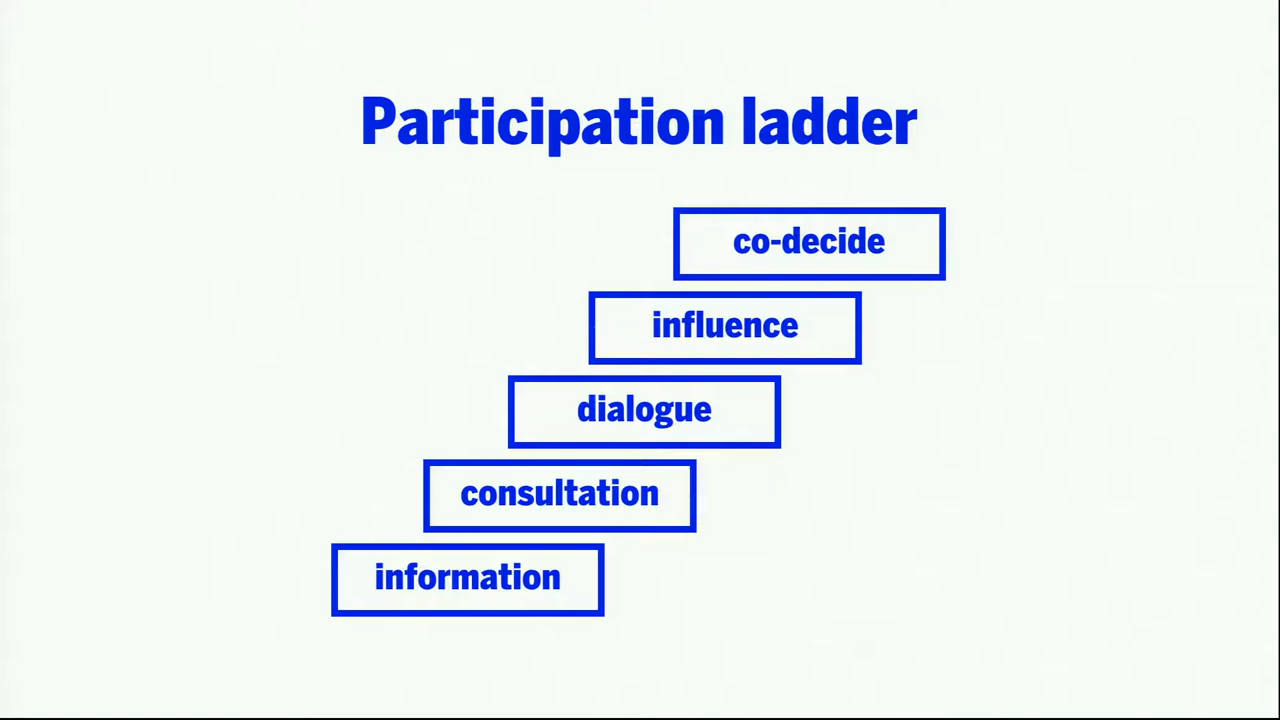 Participation ladder
co-decide
influence
dialogue
consultation
information